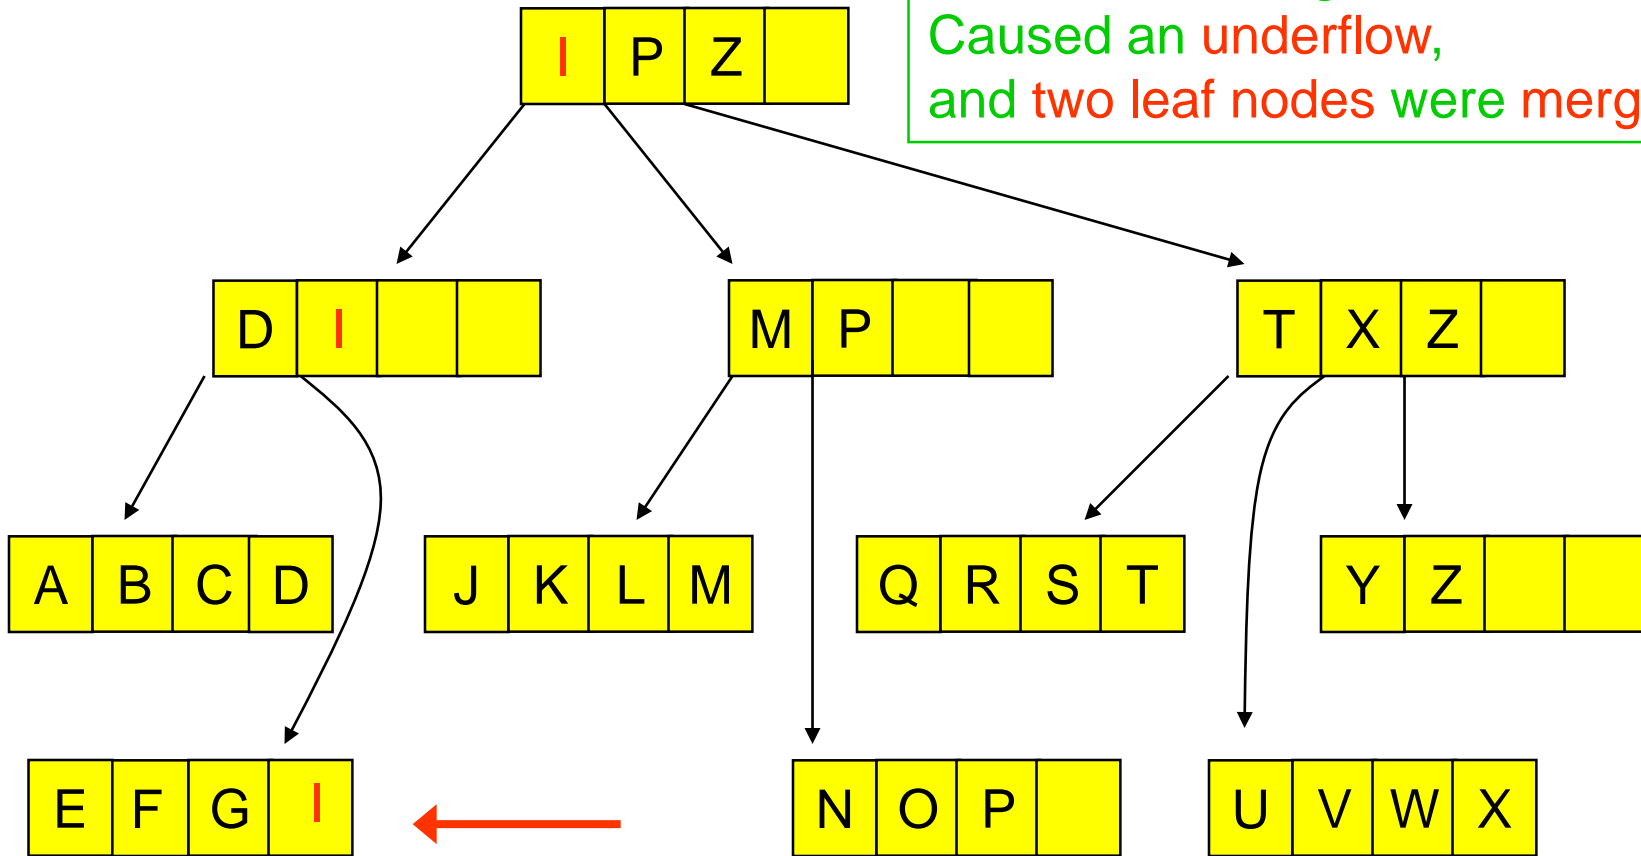 Caused an underflow,
and two leaf nodes were merg
I P Z
D I
M P
T X Z
A B C D
J K L M
Q R S T
Y Z
E F G I
N O P
U V W X